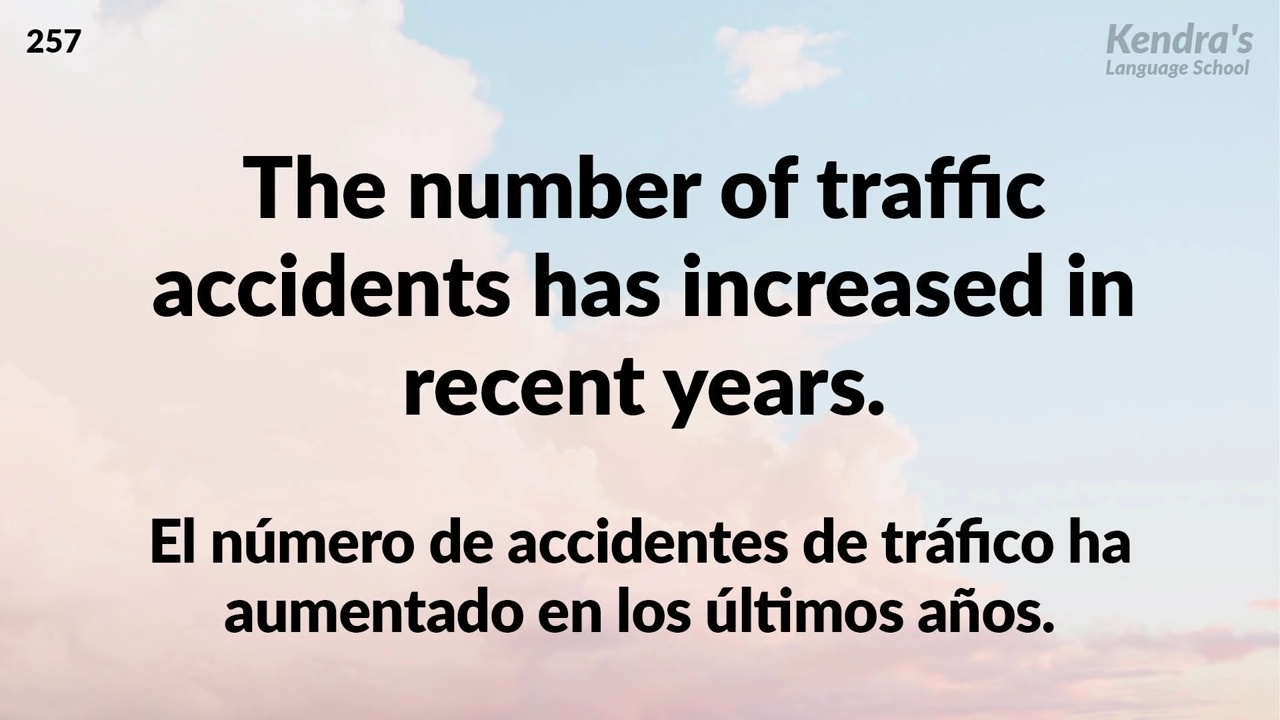 257
Kendra's
Language School
The number of traffic
accidents has increased in
recent years.
El número de accidentes de tráfico ha
aumentado en los últimos años.